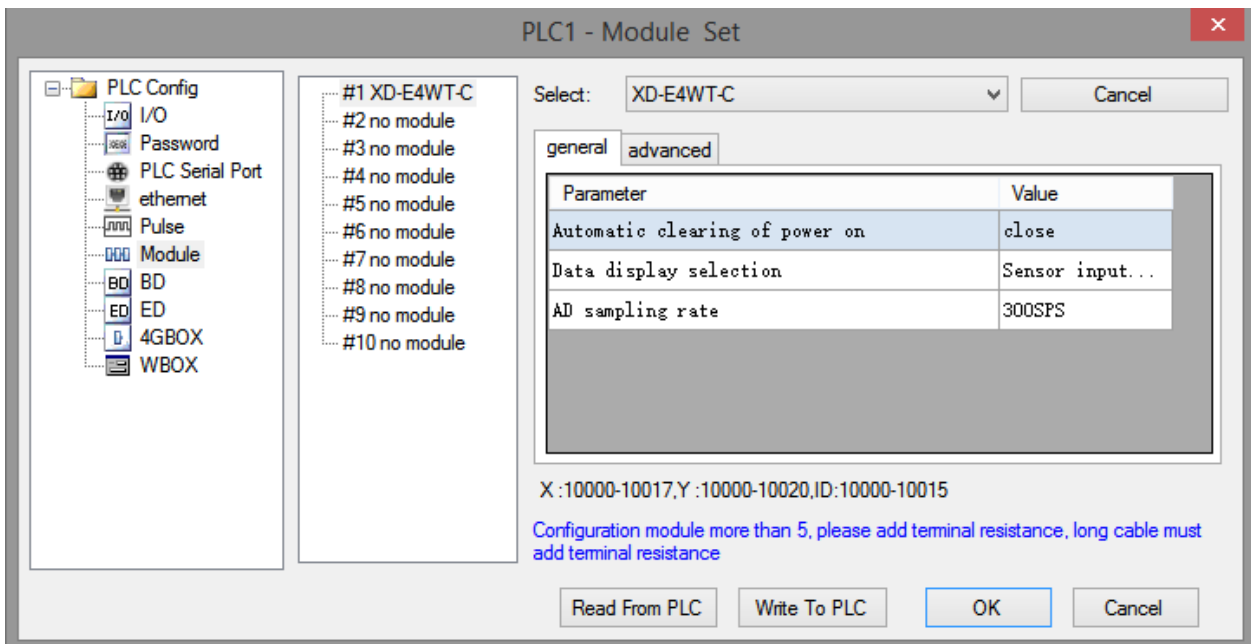 PLC1 - Module Set
PLC Config
I/O I/O
Password
PLC Serial Port
ethernet
Pulse
Module
BD BD
ED ED
4GBOX
WBOX
#1 XD-E4WT-C
#2 no module
#3 no module
#4 no module
#5 no module
#6 no module
#7 no module
#8 no module
#9 no module
#10 no module
Select: XD-E4WT-C Cancel
general advanced
Parameter Value
Automatic clearing of power on close
Data display selection Sensor input...
AD sampling rate 300SPS
X :10000-10017,Y :10000-10020,ID:10000-10015
Configuration module more than 5, please add terminal resistance, long cable must
add terminal resistance
Read From PLC Write To PLC OK Cancel